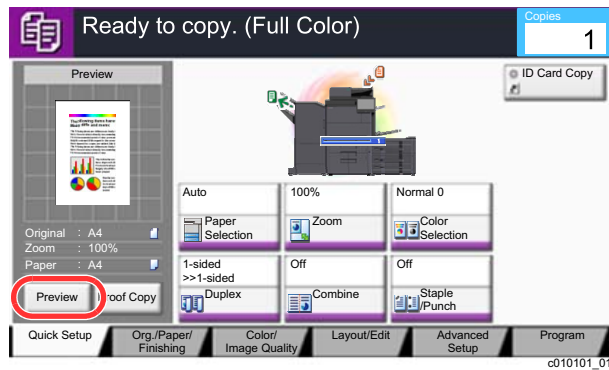 Ready to copy. (Full Color)
Copies
1
Preview
ID Card Copy
Original : A4
Zoom : 100%
Paper : A4
Preview
Proof Copy
Auto
Paper
Selection
100%
Zoom
Normal 0
Color
Selection
1-sided
>>1-sided
Duplex
Off
Combine
Off
Staple
/Punch
Quick Setup
Org./Paper/
Finishing
Color/
Image Quality
Layout/Edit
Advanced
Setup
Program
c010101_01